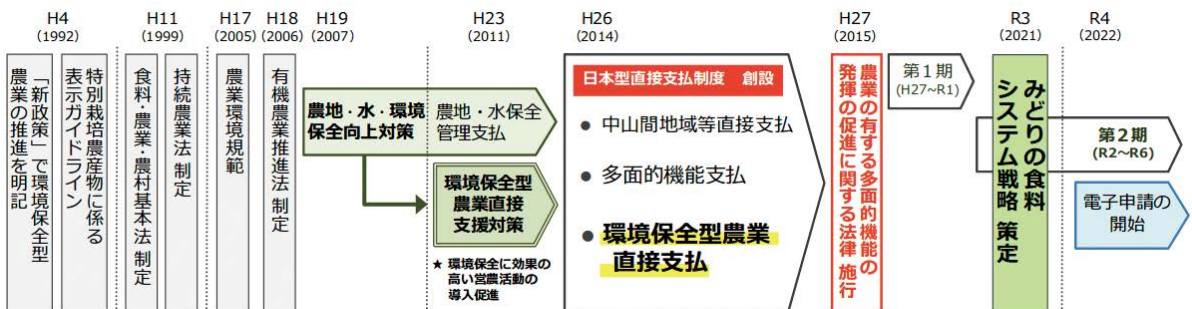 H4
(1992)
「新政策」で環境保全型
農業の推進を明記
特別栽培農産物に係る
表示ガイドライン
H11
(1999)
食料・農業・農村基本法 制定
持続農業法 制定
H17
(2005)
農業環境規範
H18
(2006)
有機農業推進法 制定
H19
(2007)
農地・水・環境
保全向上対策
H23
(2011)
農地・水保全
管理支払
環境保全型
農業直接
支援対策
★ 環境保全に効果の
高い営農活動の
導入促進
H26
(2014)
日本型直接支払制度 創設
● 中山間地域等直接支払
● 多面的機能支払
● 環境保全型農業
直接支払
H27
(2015)
農業の有する多面的機能の
発揮の促進に関する法律 施行
第1期
(H27~R1)
R3
(2021)
みどりの食料
システム戦略 策定
R4
(2022)
第2期
(R2~R6)
電子申請の
開始